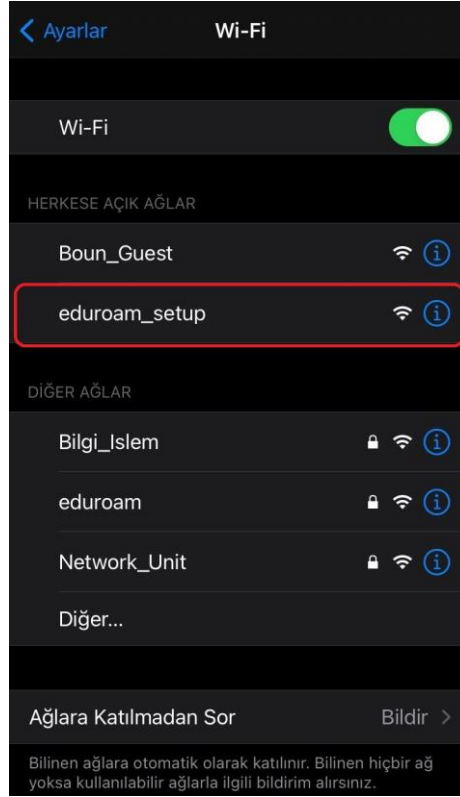 Ayarlar Wi-Fi
Wi-Fi
HERKESE AÇIK AĞLAR
Boun_Guest
eduroam_setup
DİĞER AĞLAR
Bilgi_Islem
eduroam
Network_Unit
Diğer...
Ağlara Katılmadan Sor Bildir
Bilinen ağlara otomatik olarak katılınır. Bilinen hiçbir ağ
yoksa kullanılabilir ağlarla ilgili bildirim alırsınız.